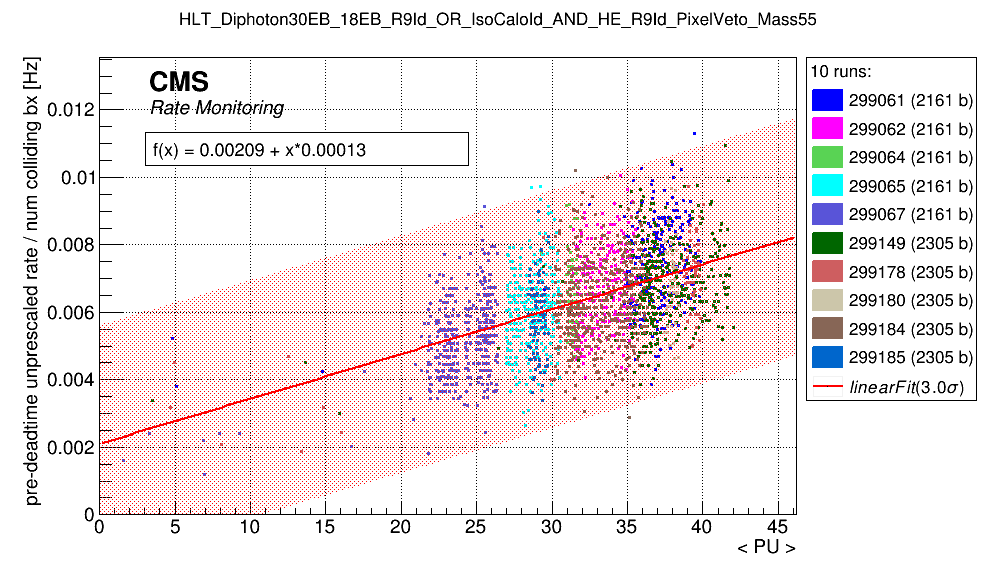 HLT_Diphoton30EB_18EB_R9Id_OR_IsoCaloId_AND_HE_R9Id_PixelVeto_Mass55
pre-deadtime unprescaled rate / num colliding bx [Hz]
CMS
Rate Monitoring
f(x) = 0.00209 + x*0.00013
0.012
0.01
0.008
0.006
0.004
0.002
0
0 5 10 15 20 25 30 35 40 45
< PU >
10 runs:
299061 (2161 b)
299062 (2161 b)
299064 (2161 b)
299065 (2161 b)
299067 (2161 b)
299149 (2305 b)
299178 (2305 b)
299180 (2305 b)
299184 (2305 b)
299185 (2305 b)
linearFit(3.0σ)